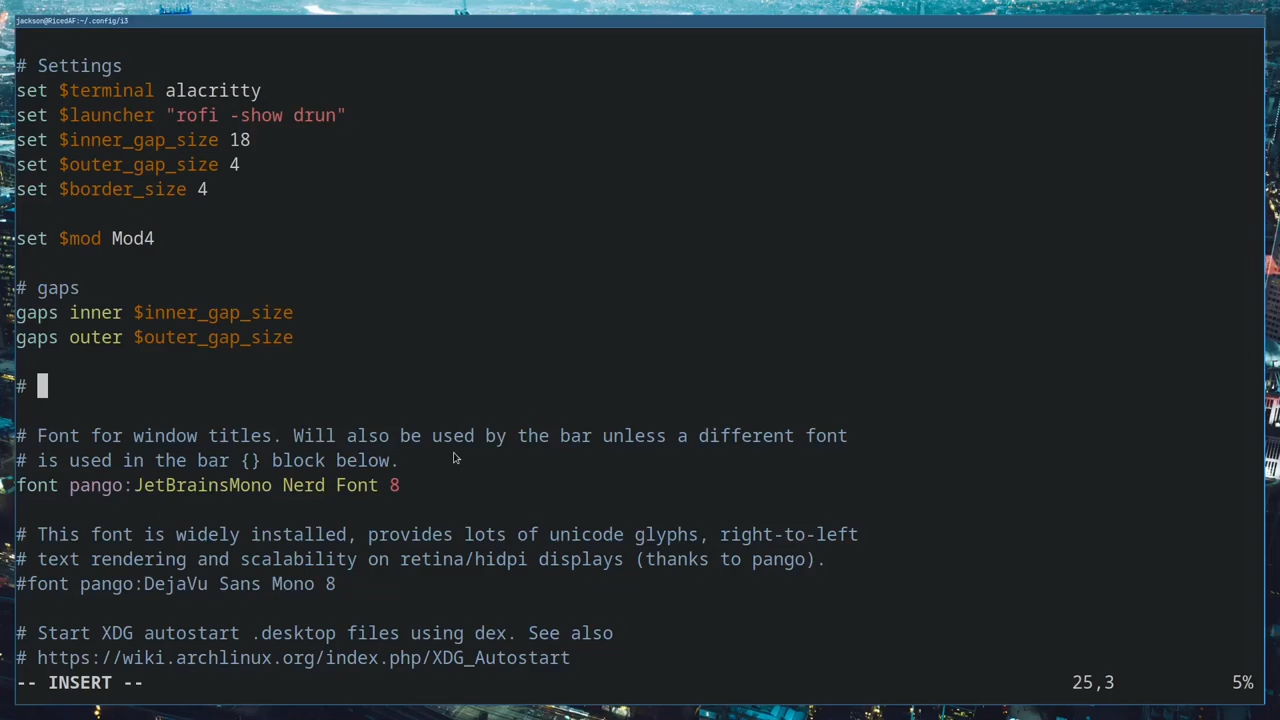 jackson@RicedAF:~/.config/i3
# Settings
set $terminal alacritty
set $launcher "rofi -show drun"
set $inner_gap_size 18
set $outer_gap_size 4
set $border_size 4
set $mod Mod4
# gaps
gaps inner $inner_gap_size
gaps outer $outer_gap_size
#
# Font for window titles. Will also be used by the bar unless a different font
# is used in the bar {} block below.
font pango:JetBrainsMono Nerd Font 8
# This font is widely installed, provides lots of unicode glyphs, right-to-left
# text rendering and scalability on retina/hidpi displays (thanks to pango).
#font pango:DejaVu Sans Mono 8
# Start XDG autostart .desktop files using dex. See also
# https://wiki.archlinux.org/index.php/XDG_Autostart
-- INSERT -- 25,3 5%